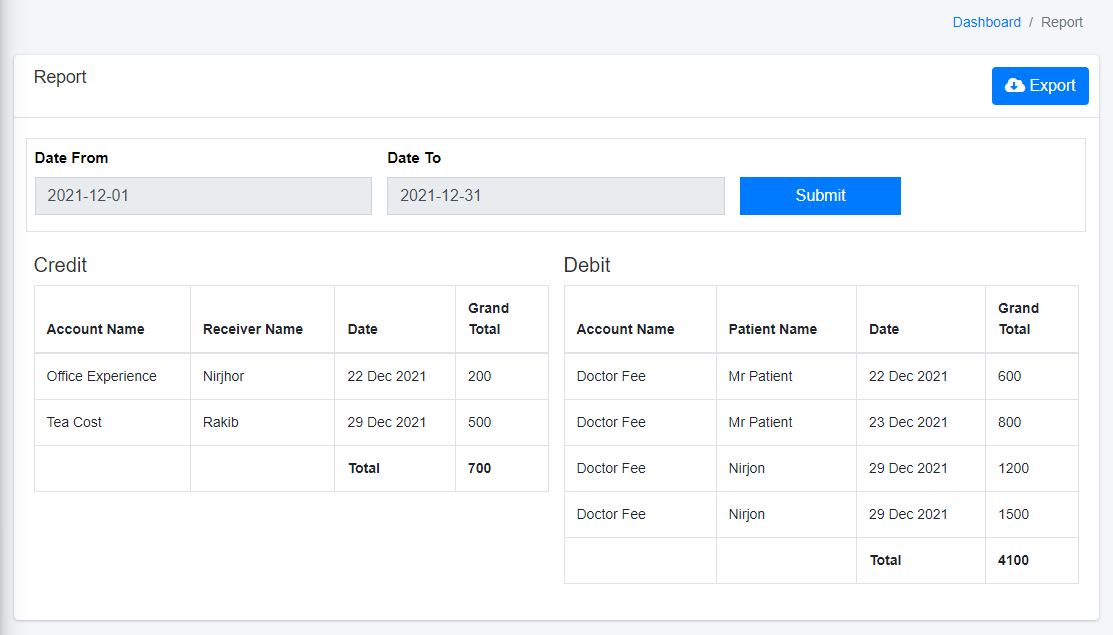 Dashboard / Report
Report
Export
Date From Date To
2021-12-01 2021-12-31 Submit
Credit
Account Name Receiver Name Date Grand Total
Office Experience Nirjhor 22 Dec 2021 200
Tea Cost Rakib 29 Dec 2021 500
Total 700
Debit
Account Name Patient Name Date Grand Total
Doctor Fee Mr Patient 22 Dec 2021 600
Doctor Fee Mr Patient 23 Dec 2021 800
Doctor Fee Nirjon 29 Dec 2021 1200
Doctor Fee Nirjon 29 Dec 2021 1500
Total 4100